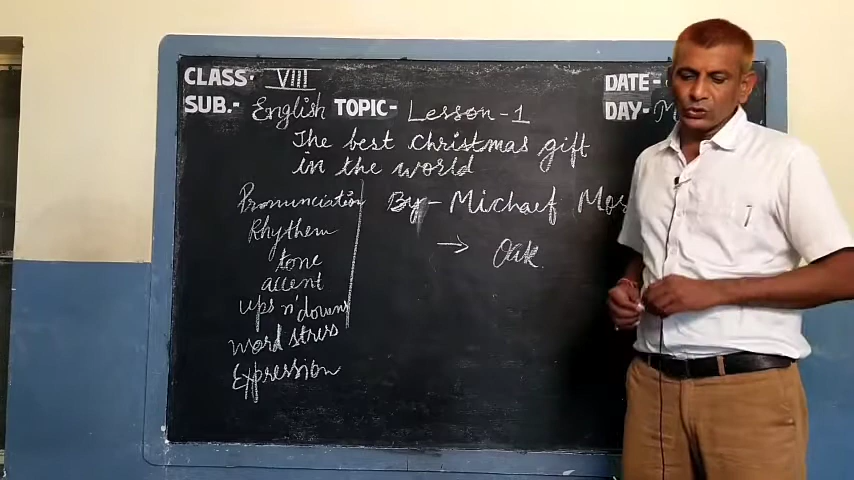 CLASS- VIII
DATE-
SUB.- English TOPIC- Lesson-1
DAY-
The best christmas gift
in the world
Pronunciation
By- Michael
Rhythem
→ Oak.
tone
accent
ups n' downs
word stress
Expression